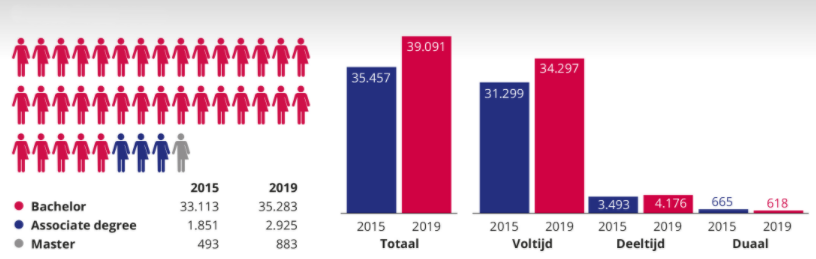 2015 2019
Bachelor 33.113 35.283
Associate degree 1.851 2.925
Master 493 883
35.457 39.091
2015 2019
Totaal
31.299 34.297 3.493 4.176 665 618
2015 2019 2015 2019 2015 2019
Voltijd Deeltijd Duaal